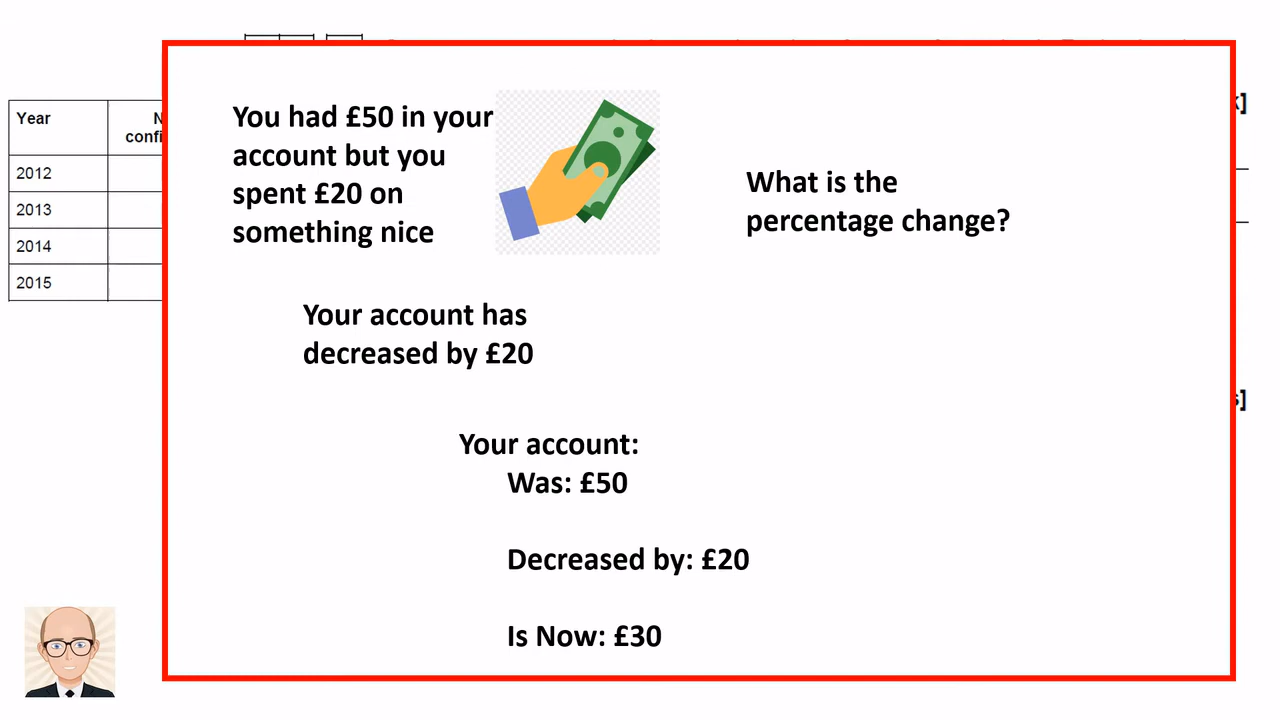 You had £50 in your
account but you
spent £20 on
something nice
What is the
percentage change?
Your account has
decreased by £20
Your account:
Was: £50
Decreased by: £20
Is Now: £30
Year
2012
2013
2014
2015